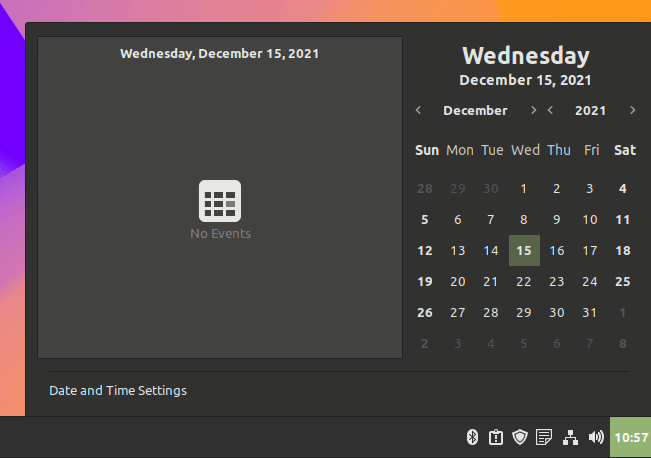 Wednesday, December 15, 2021
No Events
Wednesday
December 15, 2021
December 2021
Sun Mon Tue Wed Thu Fri Sat
28 29 30 1 2 3 4
5 6 7 8 9 10 11
12 13 14 15 16 17 18
19 20 21 22 23 24 25
26 27 28 29 30 31 1
2 3 4 5 6 7 8
Date and Time Settings
10:57